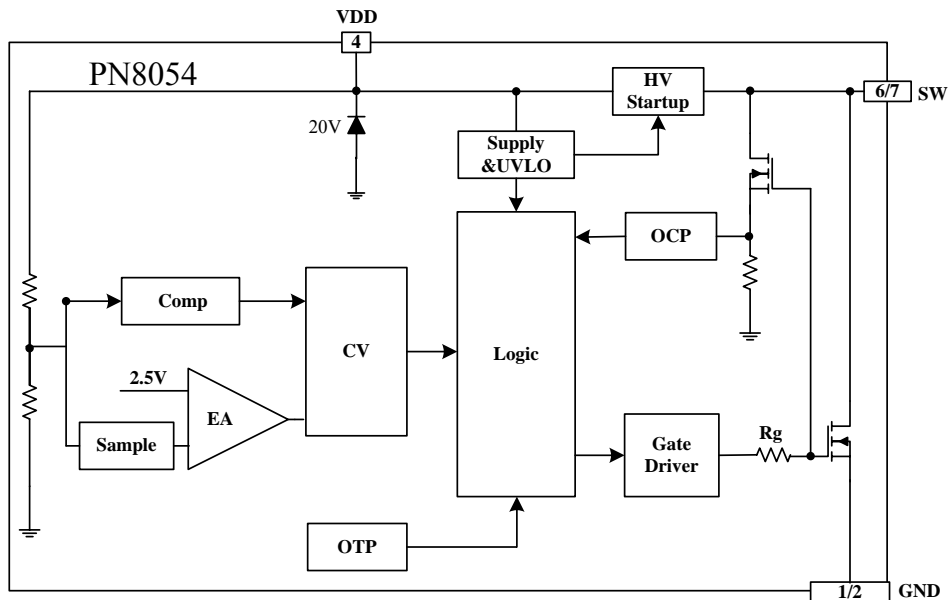 VDD
4
PN8054
HV
Startup
6/7
SW
20V
Supply
&UVLO
OCP
Comp
CV
Logic
2.5V
EA
Sample
Gate
Driver
Rg
OTP
1/2
GND